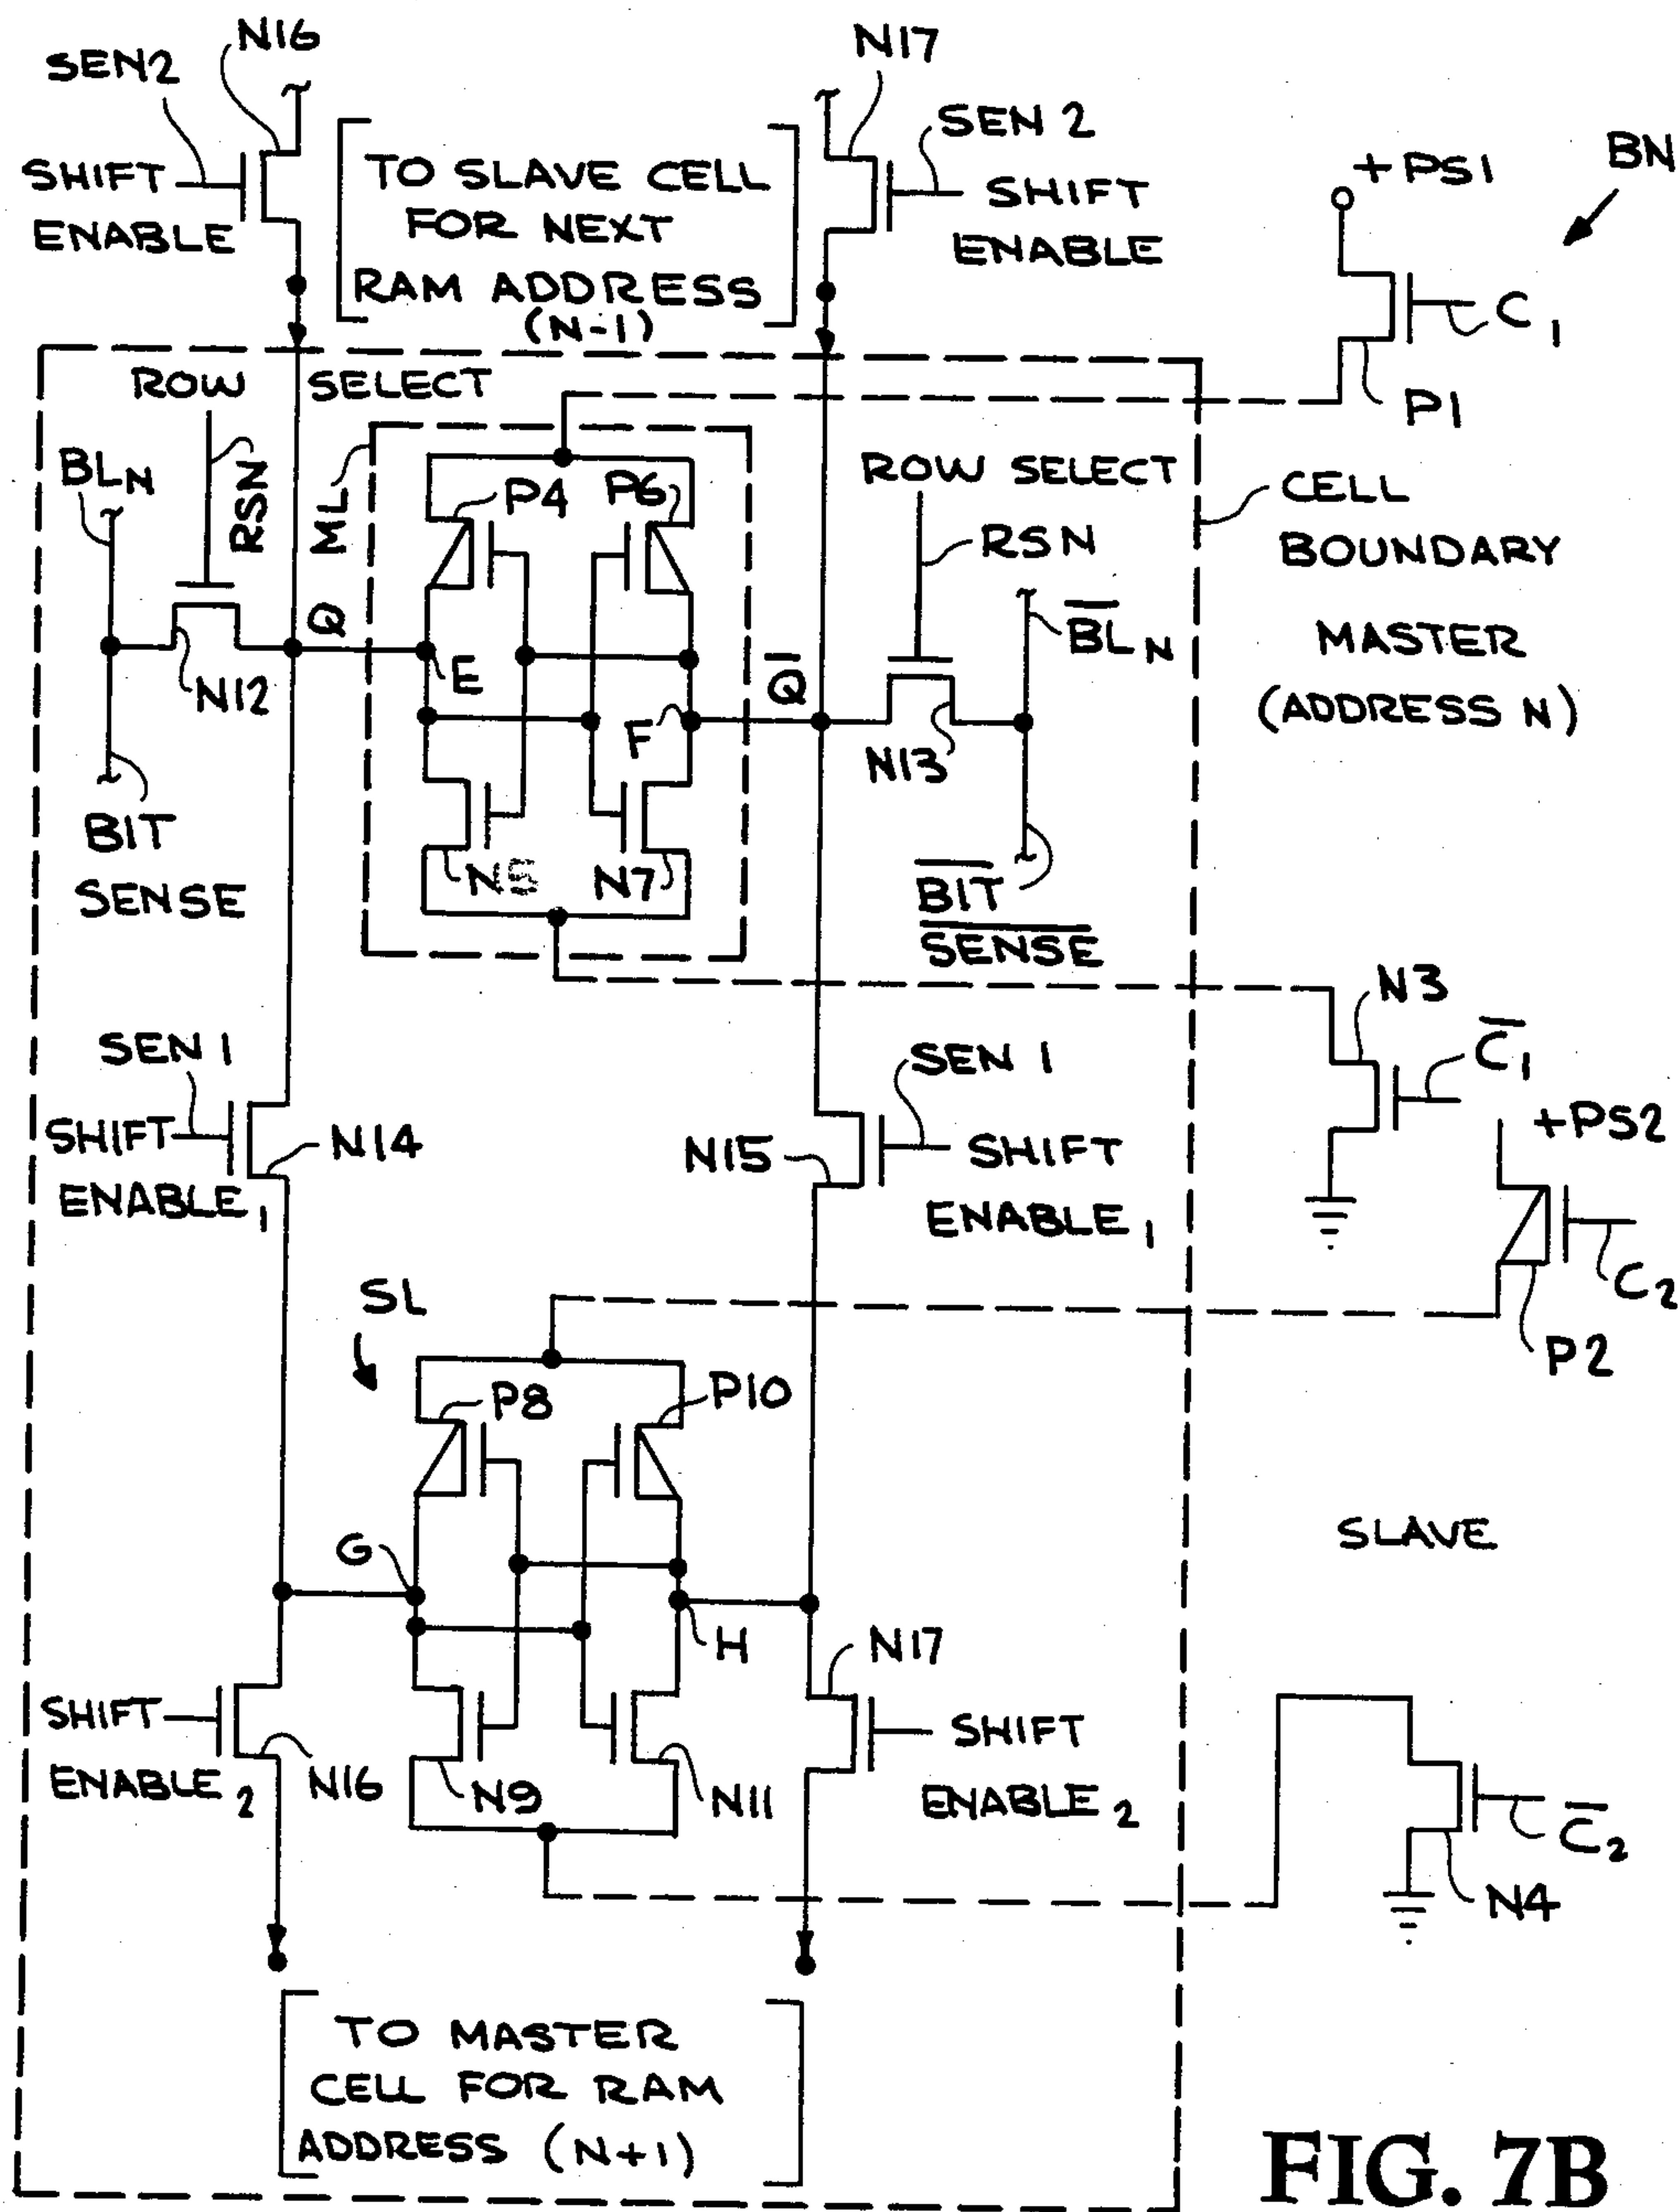 N16
N17
SEN2
SEN 2
SHIFT
ENABLE
TO SLAVE CELL
FOR NEXT
RAM ADDRESS
(N-1)
SHIFT
ENABLE
+PS1
BN
C1
P1
ROW SELECT
BLN
RSN
ML
P4
P6
ROW SELECT
RSN
CELL
BOUNDARY
Q
E
N12
F
Q̅
B̅L̅N
N13
MASTER
(ADDRESS N)
BIT
SENSE
N5
N7
B̅I̅T̅
S̅E̅N̅S̅E̅
N3
C̅1
SEN 1
SHIFT
ENABLE1
N14
SEN 1
N15
SHIFT
ENABLE1
+PS2
C2
P2
SL
P8
P10
G
H
SLAVE
N17
SHIFT
ENABLE2
N16
N9
N11
SHIFT
ENABLE2
C̅2
N4
TO MASTER
CELL FOR RAM
ADDRESS (N+1)
FIG. 7B